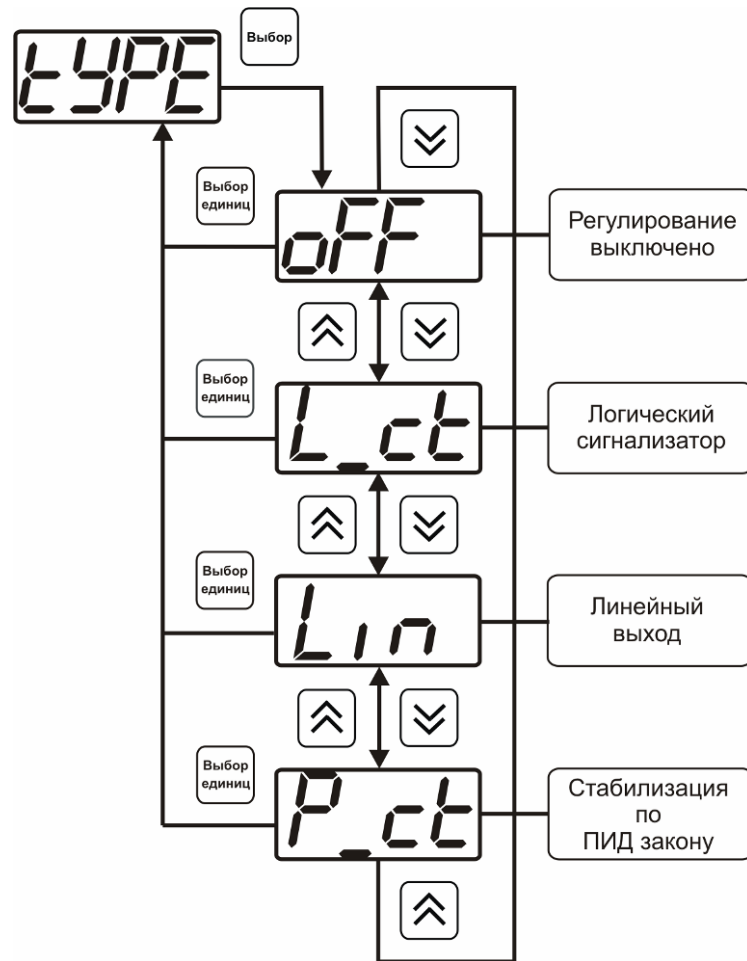 tYPE
Выбор
Выбор
единиц
oFF
Регулирование
выключено
Выбор
единиц
L_ct
Логический
сигнализатор
Выбор
единиц
Lin
Линейный
выход
Выбор
единиц
P_ct
Стабилизация
по
ПИД закону